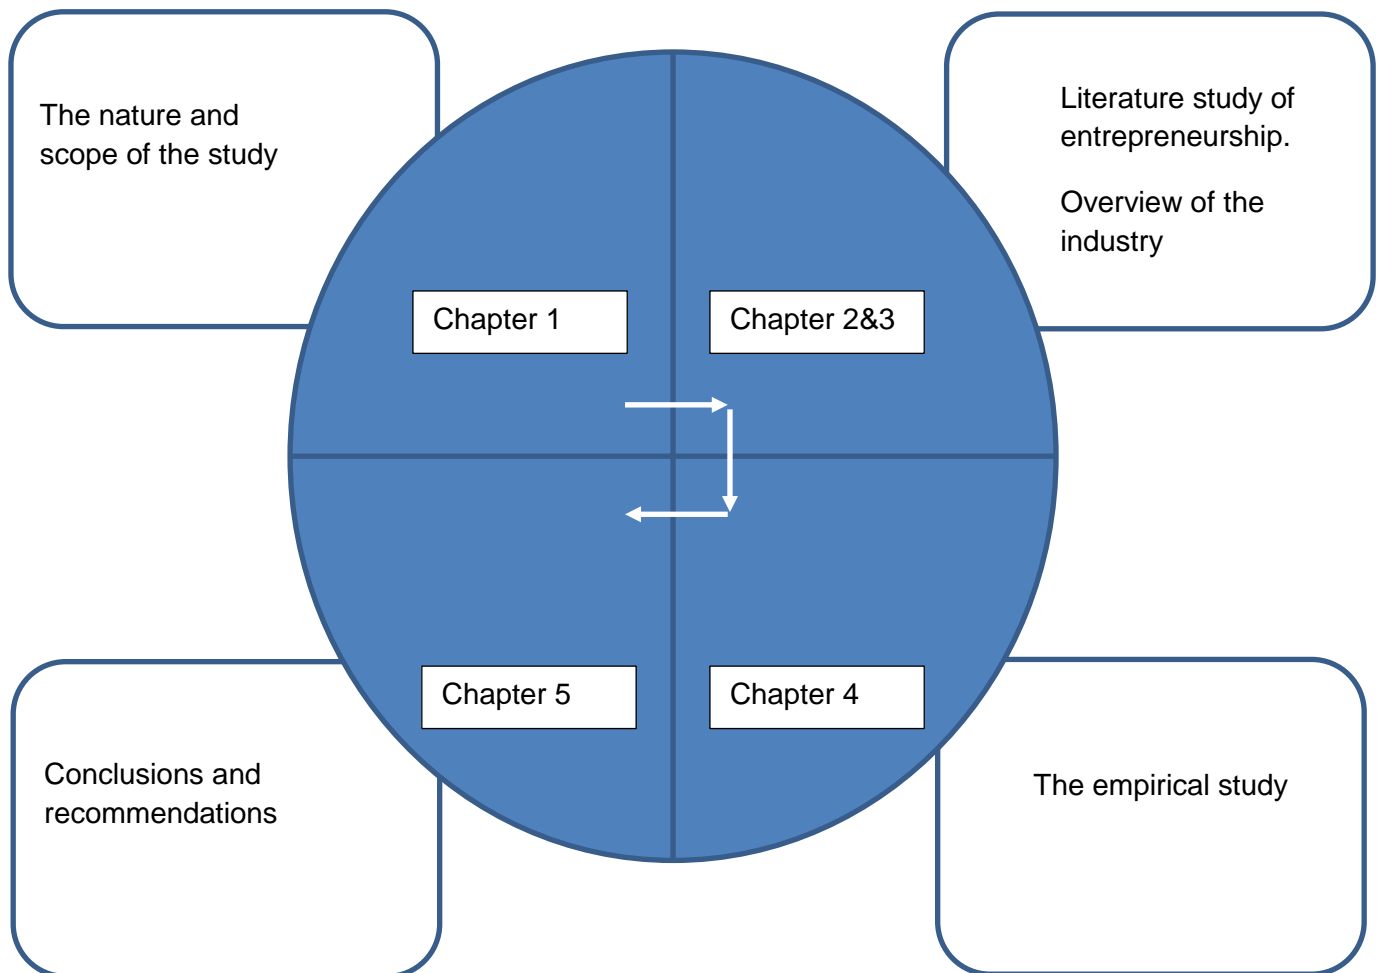 The nature and
scope of the study
Literature study of
entrepreneurship.
Overview of the
industry
Chapter 1
Chapter 2&3
Chapter 5
Chapter 4
Conclusions and
recommendations
The empirical study